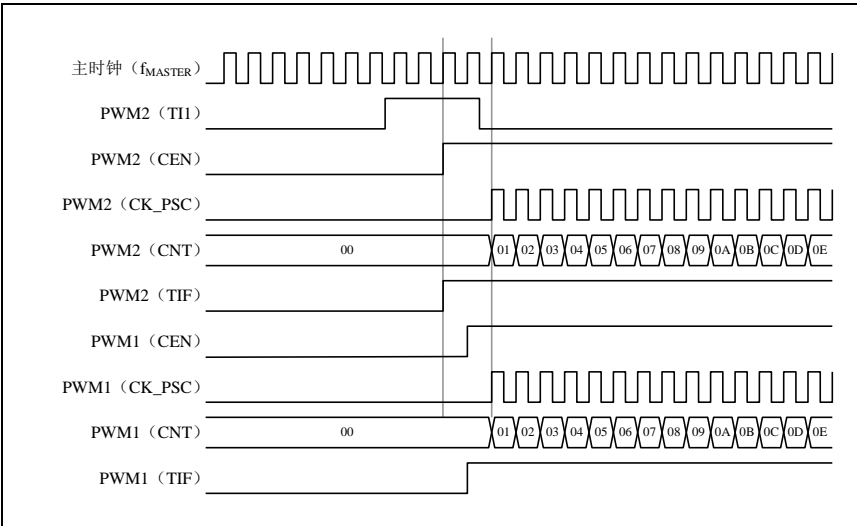 主时钟（fMASTER）
PWM2（TI1）
PWM2（CEN）
PWM2（CK_PSC）
PWM2（CNT） 00 01 02 03 04 05 06 07 08 09 0A 0B 0C 0D 0E
PWM2（TIF）
PWM1（CEN）
PWM1（CK_PSC）
PWM1（CNT） 00 01 02 03 04 05 06 07 08 09 0A 0B 0C 0D 0E
PWM1（TIF）